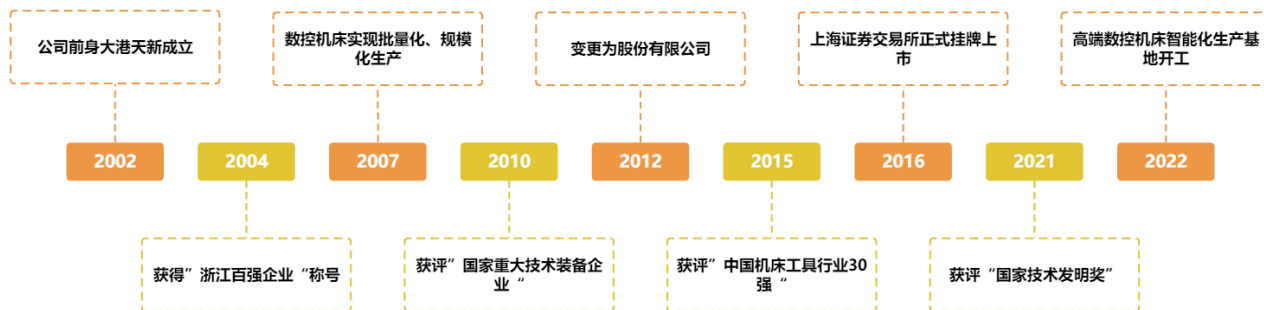 公司前身大港天新成立
数控机床实现批量化、规模
化生产
变更为股份有限公司
上海证券交易所正式挂牌上
市
高端数控机床智能化生产基
地开工
2002
2004
2007
2010
2012
2015
2016
2021
2022
获得”浙江百强企业“称号
获评”国家重大技术装备企
业“
获评”中国机床工具行业30
强“
获评“国家技术发明奖”